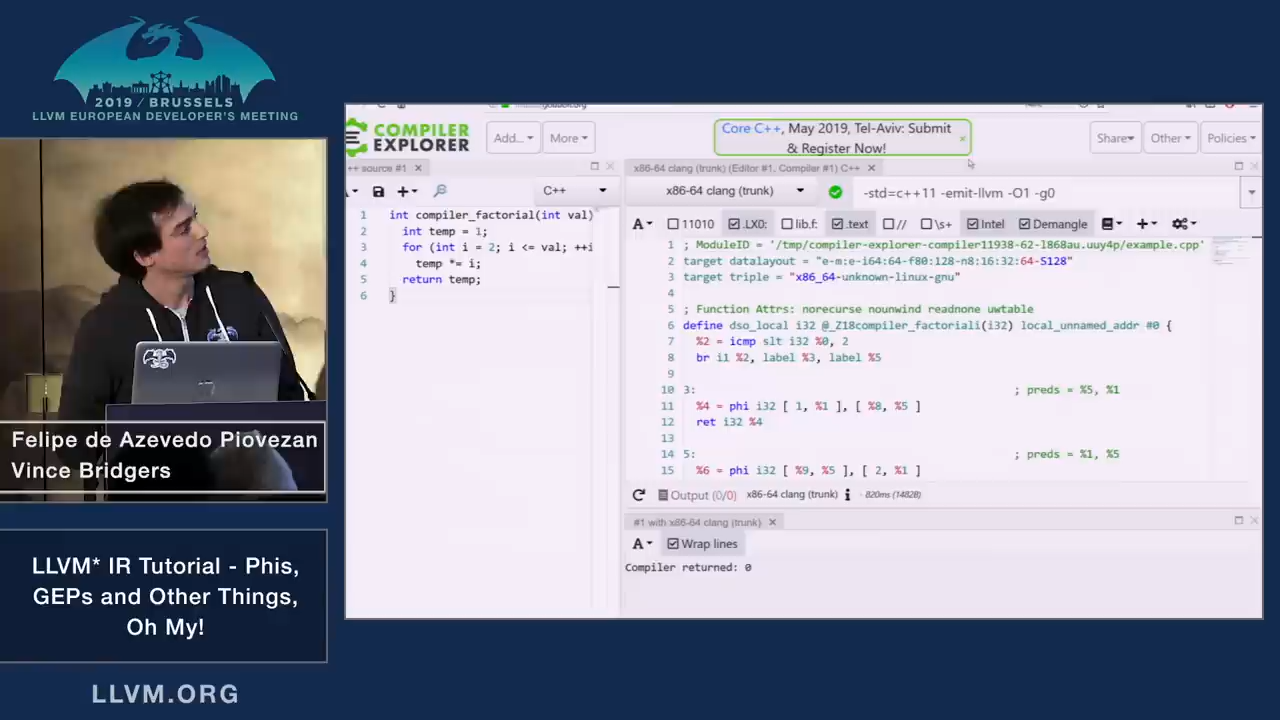 2019 / BRUSSELS
LLVM EUROPEAN DEVELOPER'S MEETING
Felipe de Azevedo Piovezan
Vince Bridgers
LLVM* IR Tutorial - Phis,
GEPs and Other Things,
Oh My!
LLVM.ORG
COMPILER
EXPLORER
Add...
More
Core C++, May 2019, Tel-Aviv: Submit
& Register Now!
Share
Other
Policies
++ source #1
C++
1 int compiler_factorial(int val)
2 int temp = 1;
3 for (int i = 2; i <= val; ++i
4 temp *= i;
5 return temp;
6 }
x86-64 clang (trunk) (Editor #1, Compiler #1) C++
x86-64 clang (trunk)
-std=c++11 -emit-llvm -O1 -g0
A 11010 .LX0: lib.f: .text // \s+ Intel Demangle
1 ; ModuleID = '/tmp/compiler-explorer-compiler11938-62-l868au.uuy4p/example.cpp'
2 target datalayout = "e-m:e-i64:64-f80:128-n8:16:32:64-S128"
3 target triple = "x86_64-unknown-linux-gnu"
4
5 ; Function Attrs: norecurse nounwind readnone uwtable
6 define dso_local i32 @_Z18compiler_factoriali(i32) local_unnamed_addr #0 {
7 %2 = icmp slt i32 %0, 2
8 br i1 %2, label %3, label %5
9
10 3: ; preds = %5, %1
11 %4 = phi i32 [ 1, %1 ], [ %8, %5 ]
12 ret i32 %4
13
14 5: ; preds = %1, %5
15 %6 = phi i32 [ %9, %5 ], [ 2, %1 ]
Output (0/0) x86-64 clang (trunk) i - 820ms (1482B)
#1 with x86-64 clang (trunk)
A Wrap lines
Compiler returned: 0